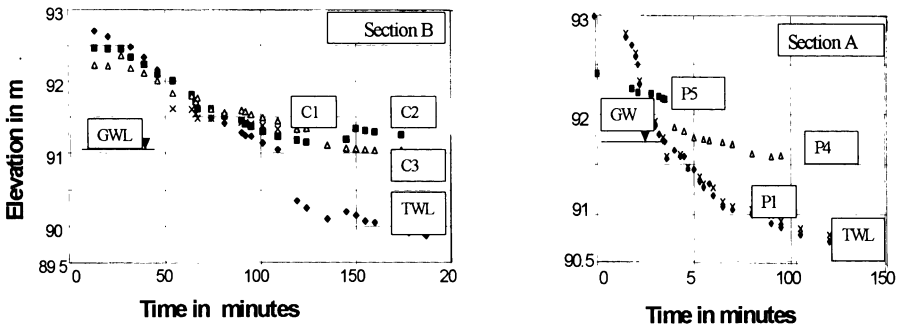 93
Section B
92
C1
C2
GWL
91
C3
TWL
90
89 5
0
50
100
150
20
Elevation in m
Time in minutes
93
Section A
P5
GW
92
P4
P1
91
TWL
90.5
0
5
100
150
Time in minutes